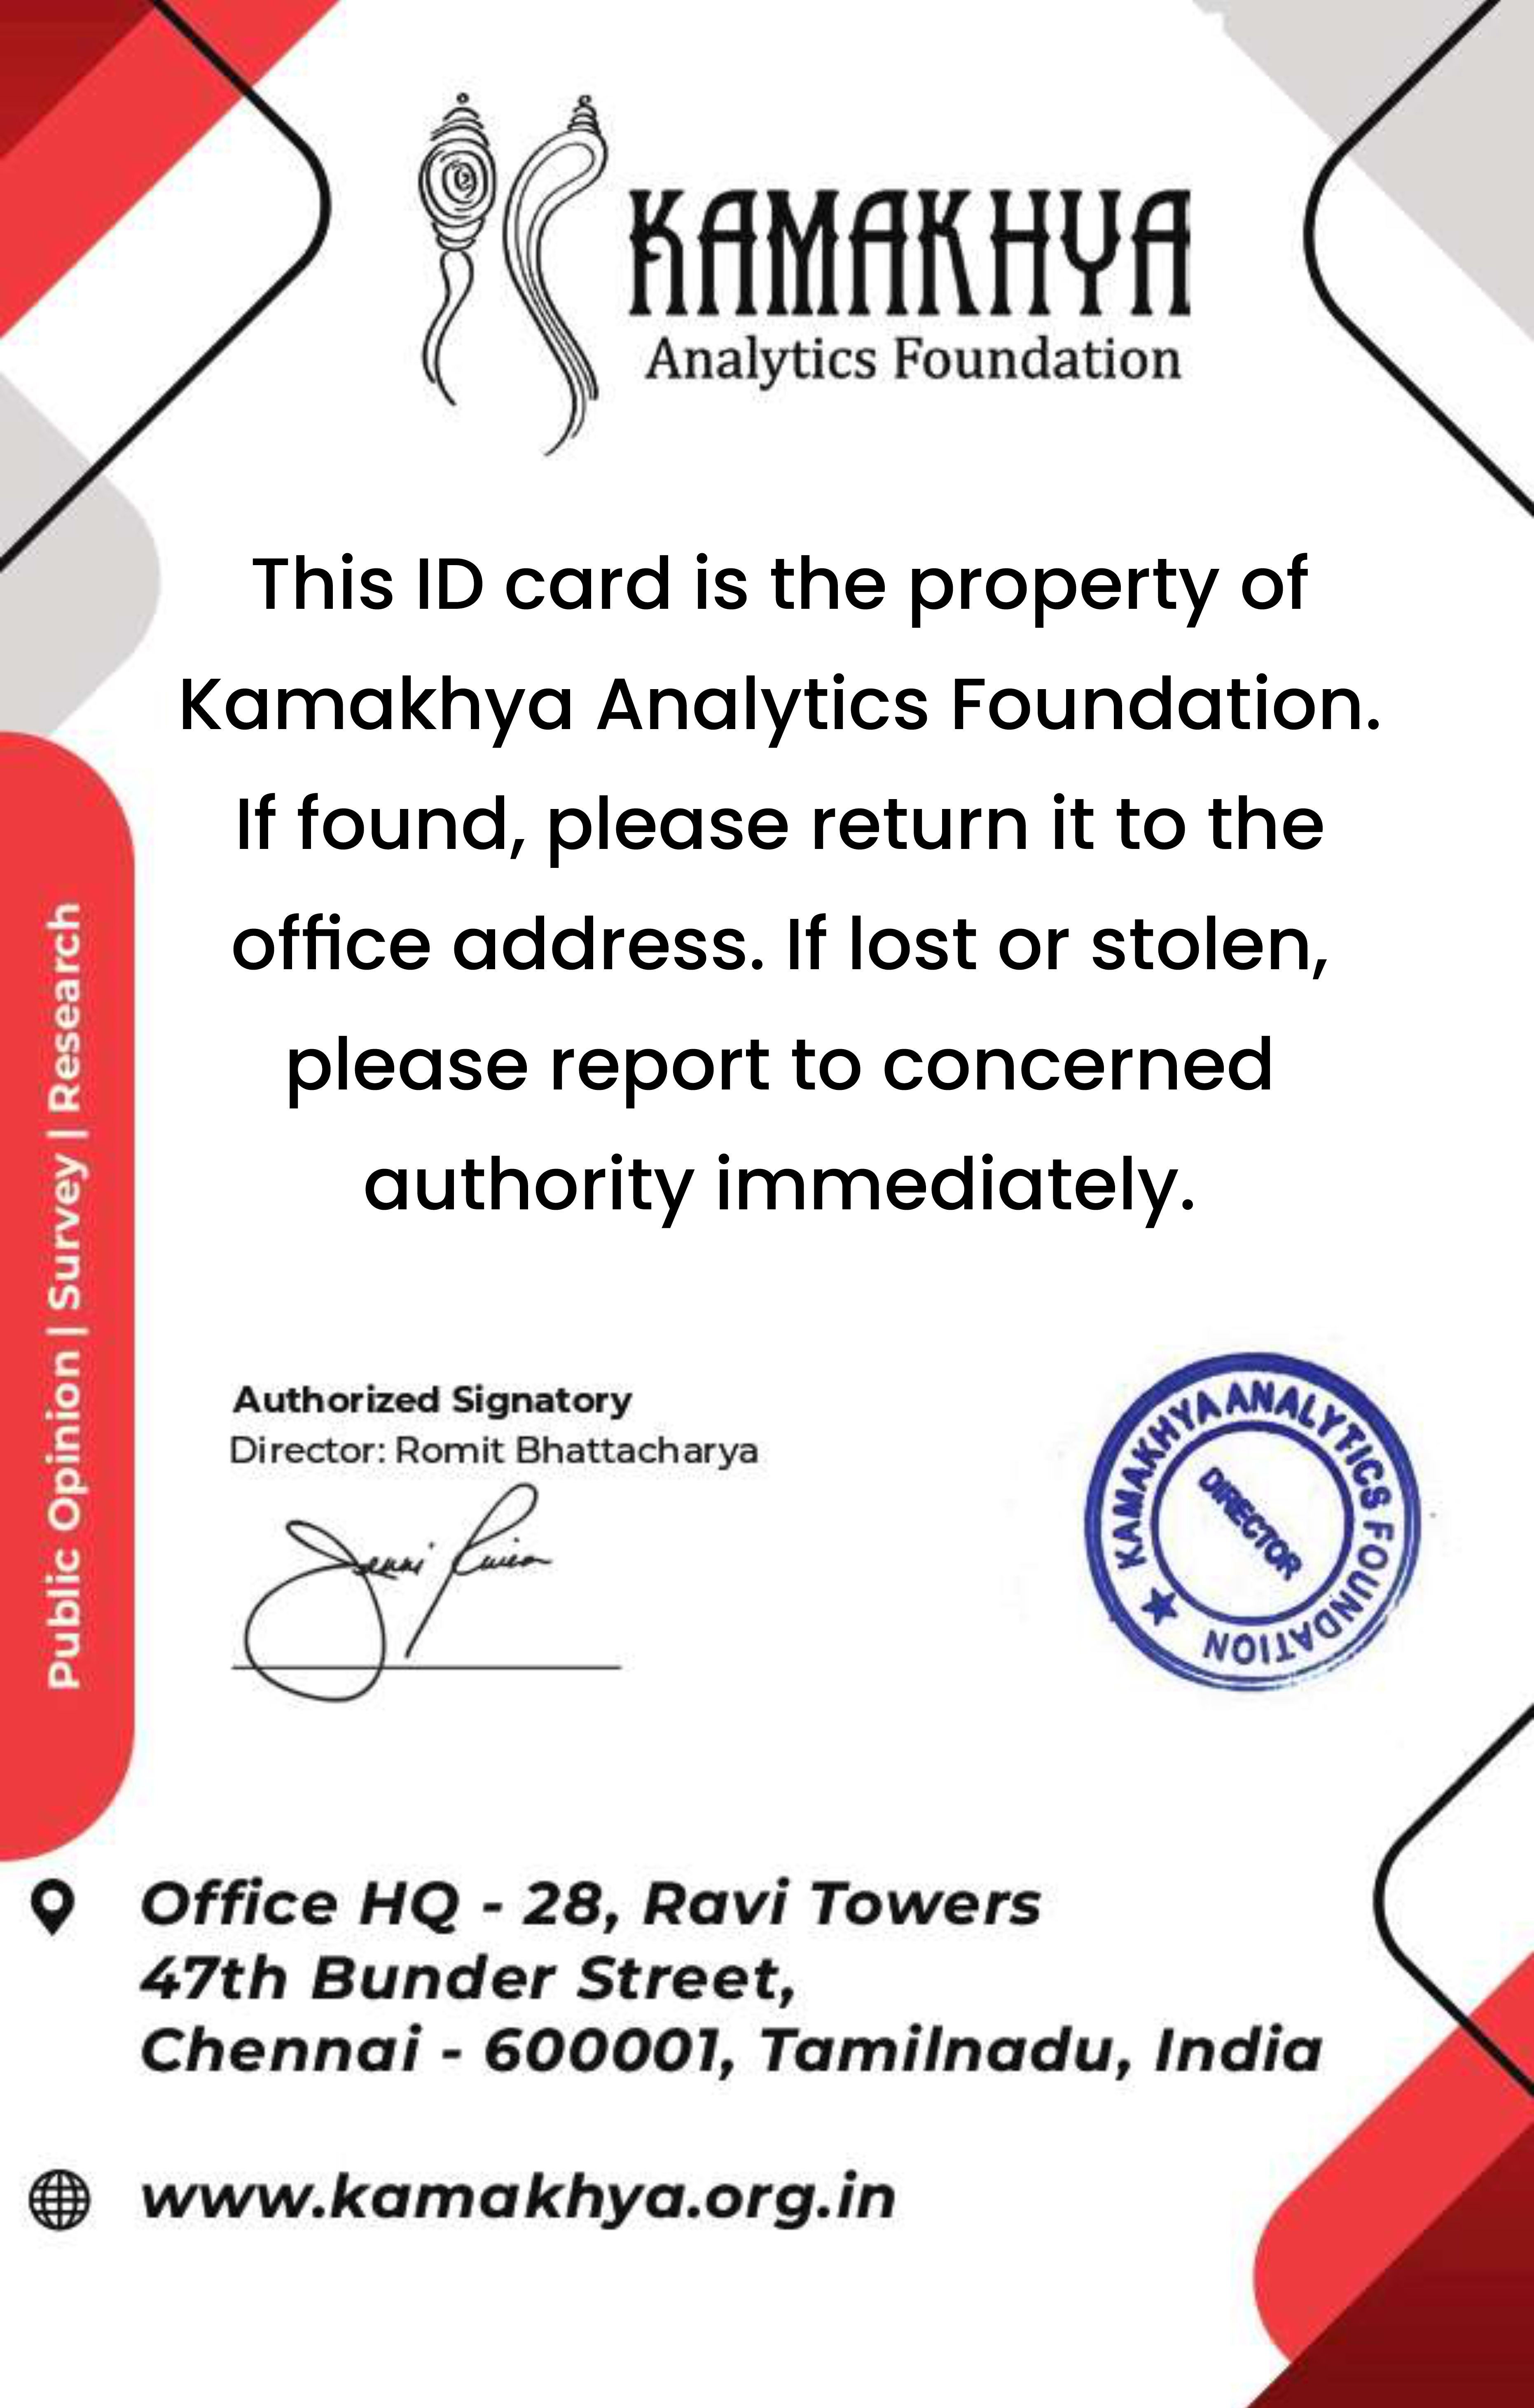 KAMAKHYA
Analytics Foundation
This ID card is the property of
Kamakhya Analytics Foundation.
If found, please return it to the
office address. If lost or stolen,
please report to concerned
authority immediately.
Public Opinion | Survey | Research
Authorized Signatory
Director: Romit Bhattacharya
KAMAKHYA ANALYTICS FOUNDATION
DIRECTOR
Office HQ - 28, Ravi Towers
47th Bunder Street,
Chennai - 600001, Tamilnadu, India
www.kamakhya.org.in